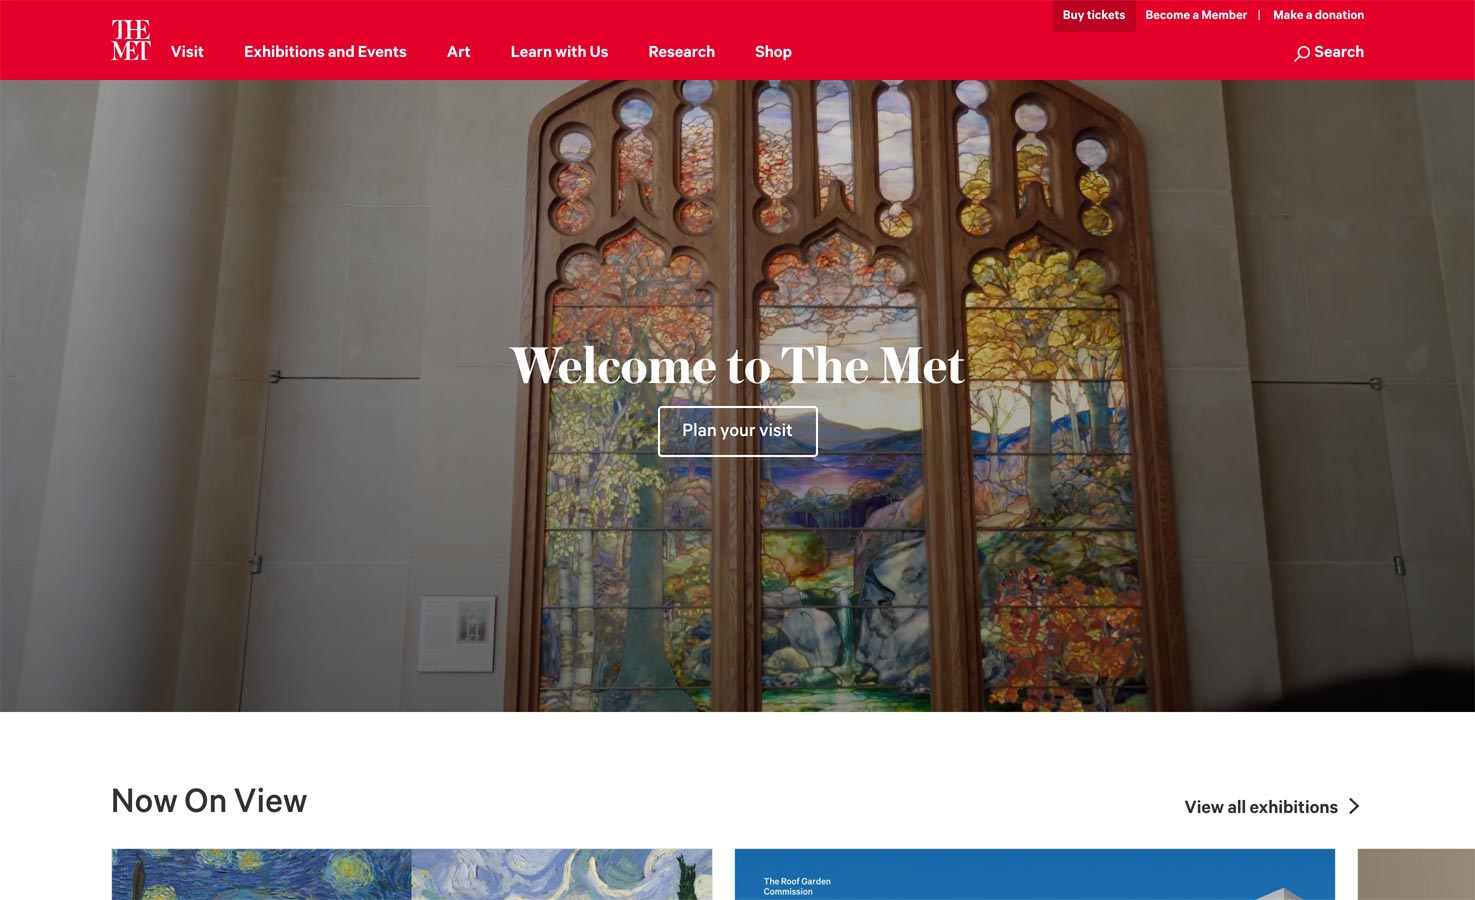 THE
MET
Buy tickets
Become a Member | Make a donation
Visit
Exhibitions and Events
Art
Learn with Us
Research
Shop
Search
Welcome to The Met
Plan your visit
Now On View
View all exhibitions
The Roof Garden
Commission